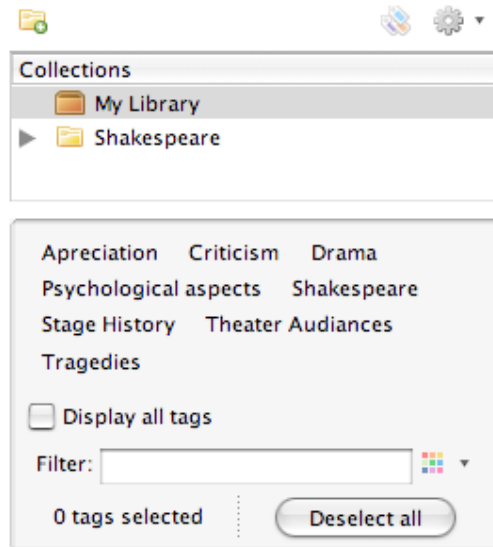 Collections
My Library
Shakespeare
Apreciation Criticism Drama
Psychological aspects Shakespeare
Stage History Theater Audiances
Tragedies
Display all tags
Filter:
0 tags selected Deselect all